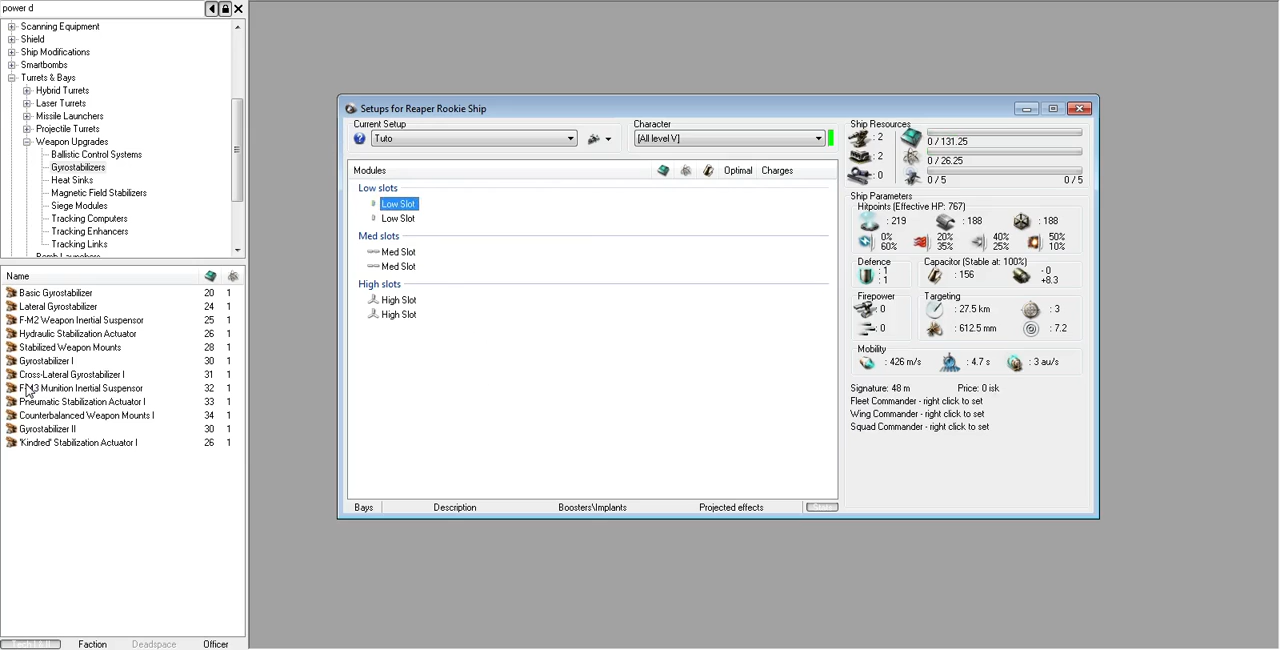 power d
Scanning Equipment
Shield
Ship Modifications
Smartbombs
Turrets & Bays
Hybrid Turrets
Laser Turrets
Missile Launchers
Projectile Turrets
Weapon Upgrades
Ballistic Control Systems
Gyrostabilizers
Heat Sinks
Magnetic Field Stabilizers
Siege Modules
Tracking Computers
Tracking Enhancers
Tracking Links
Bomb Launchers
Name
Basic Gyrostabilizer 20 1
Lateral Gyrostabilizer 24 1
F-M2 Weapon Inertial Suspensor 25 1
Hydraulic Stabilization Actuator 26 1
Stabilized Weapon Mounts 28 1
Gyrostabilizer I 30 1
Cross-Lateral Gyrostabilizer I 31 1
F-M3 Munition Inertial Suspensor 32 1
Pneumatic Stabilization Actuator I 33 1
Counterbalanced Weapon Mounts I 34 1
Gyrostabilizer II 30 1
'Kindred' Stabilization Actuator I 26 1
Faction Deadspace Officer
Setups for Reaper Rookie Ship
Current Setup
Tuto
Character
[All level V]
Modules Optimal Charges
Low slots
Low Slot
Low Slot
Med slots
Med Slot
Med Slot
High slots
High Slot
High Slot
Bays Description Boosters\Implants Projected effects
Ship Resources
: 2 0 / 131.25
: 2 0 / 26.25
: 0 0 / 5 0 / 5
Ship Parameters
Hitpoints (Effective HP: 767)
: 219 : 188 : 188
0% 20% 40% 50%
60% 35% 25% 10%
Defence Capacitor (Stable at: 100%)
: 1 : 156 - 0
: 1 +8.3
Firepower Targeting
: 0 : 27.5 km : 3
: 0 : 612.5 mm : 7.2
Mobility
: 426 m/s : 4.7 s : 3 au/s
Signature: 48 m Price: 0 isk
Fleet Commander - right click to set
Wing Commander - right click to set
Squad Commander - right click to set